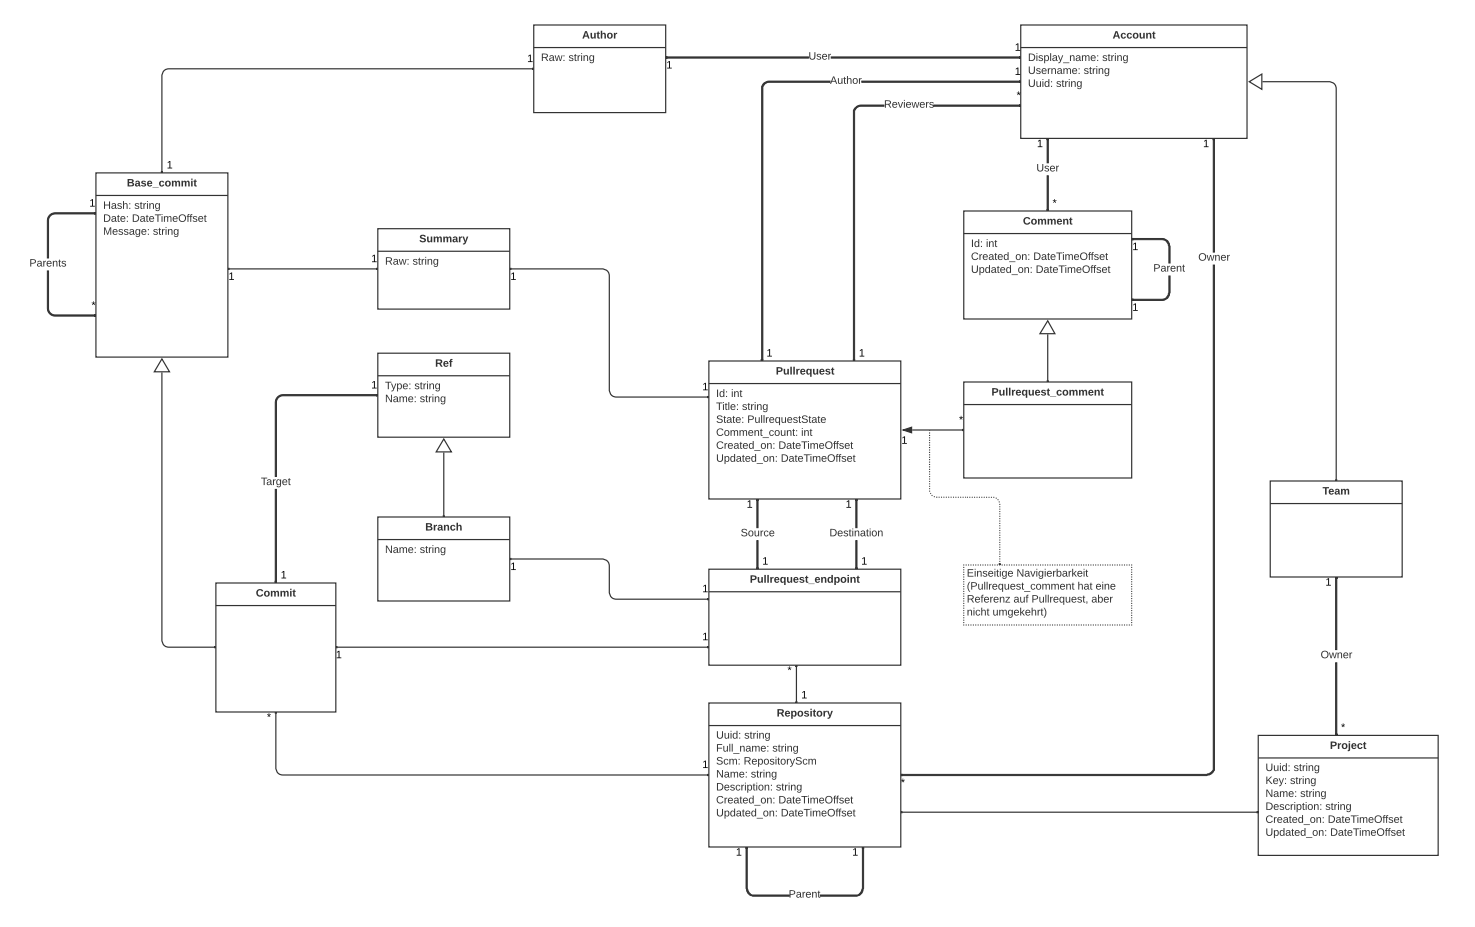 Author
Raw: string
1
1
User
Account
Display_name: string
Username: string
Uuid: string
1
1
*
Author
Reviewers
1
1
User
1
Owner
*
Base_commit
Hash: string
Date: DateTimeOffset
Message: string
1
1
*
Parents
1
Summary
Raw: string
1
1
Comment
Id: int
Created_on: DateTimeOffset
Updated_on: DateTimeOffset
1
Parent
1
Ref
Type: string
Name: string
1
Target
1
1
1
Pullrequest
Id: int
Title: string
State: PullrequestState
Comment_count: int
Created_on: DateTimeOffset
Updated_on: DateTimeOffset
1
1
Pullrequest_comment
*
1
1
Source
Destination
1
1
Branch
Name: string
1
Pullrequest_endpoint
1
1
*
Einseitige Navigierbarkeit
(Pullrequest_comment hat eine
Referenz auf Pullrequest, aber
nicht umgekehrt)
Team
1
Owner
*
Commit
1
*
1
Repository
Uuid: string
Full_name: string
Scm: RepositoryScm
Name: string
Description: string
Created_on: DateTimeOffset
Updated_on: DateTimeOffset
1
*
1
1
Parent
Project
Uuid: string
Key: string
Name: string
Description: string
Created_on: DateTimeOffset
Updated_on: DateTimeOffset